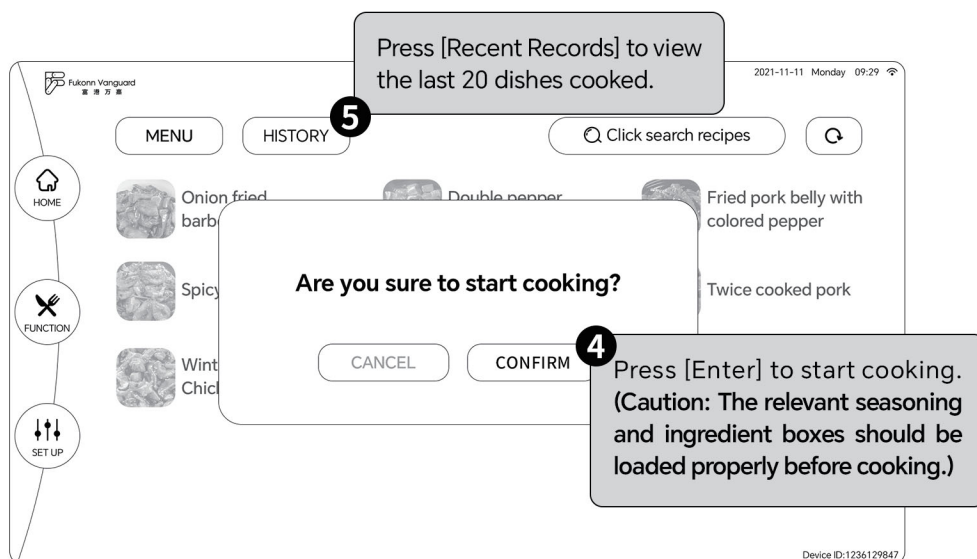 Press [Recent Records] to view
the last 20 dishes cooked.
Fukonn Vanguard
富港万嘉
2021-11-11 Monday 09:29
5
MENU
HISTORY
Click search recipes
HOME
Onion fried
barb
Double pepper
Fried pork belly with
colored pepper
Are you sure to start cooking?
Spicy
Twice cooked pork
FUNCTION
CANCEL
CONFIRM
4
Wint
Chic
Press [Enter] to start cooking.
(Caution: The relevant seasoning
and ingredient boxes should be
loaded properly before cooking.)
SET UP
Device ID:1236129847